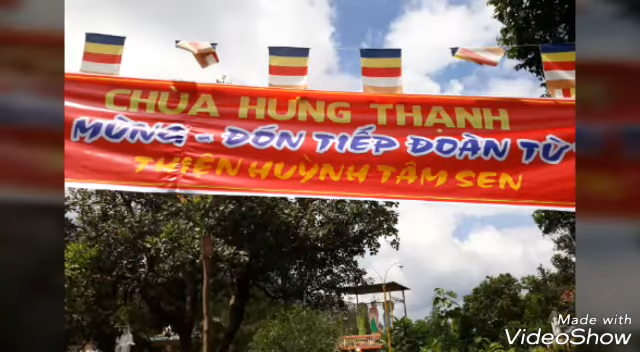 CHÙA HƯNG THẠNH
MỪNG - ĐÓN TIẾP ĐOÀN TỪ
THIỆN HUỲNH TÂM SEN
Made with
VideoShow